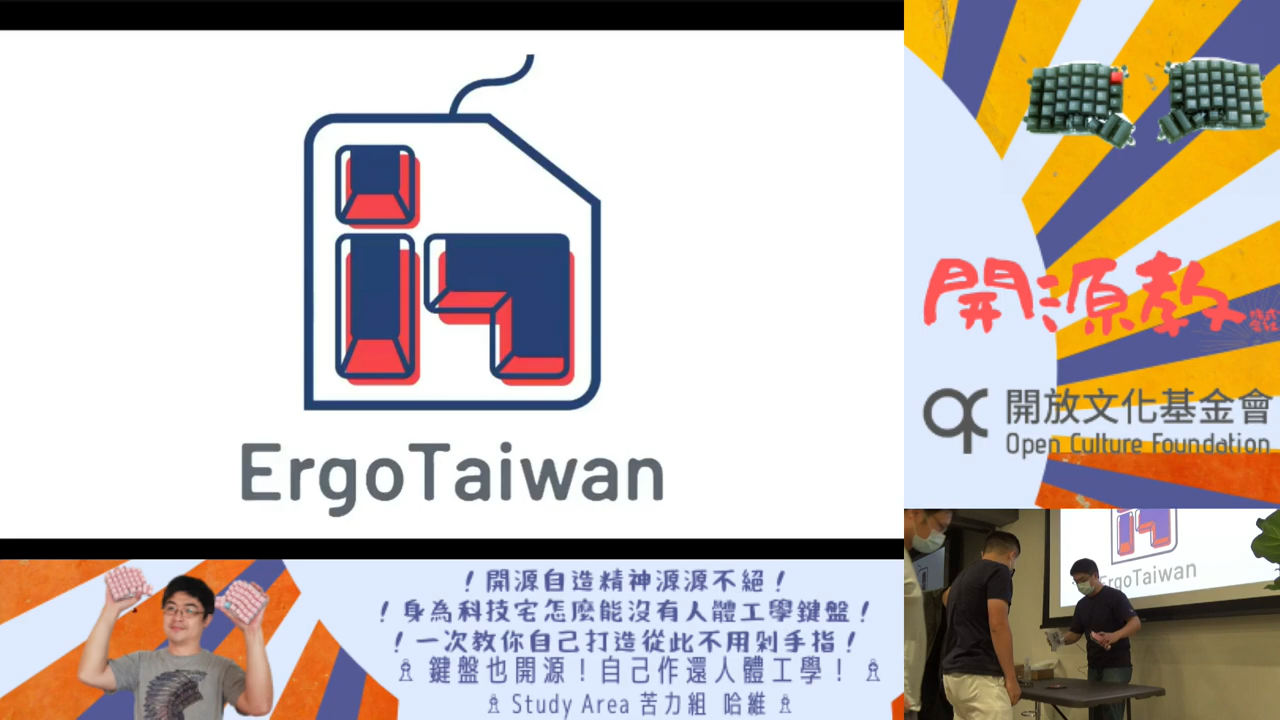 ErgoTaiwan
開源教
株式
会社
開放文化基金會
Open Culture Foundation
ErgoTaiwan
！開源自造精神源源不絕！
！身為科技宅怎麼能沒有人體工學鍵盤！
！一次教你自己打造從此不用剁手指！
鍵盤也開源！自己作還人體工學！
Study Area 苦力組 哈維